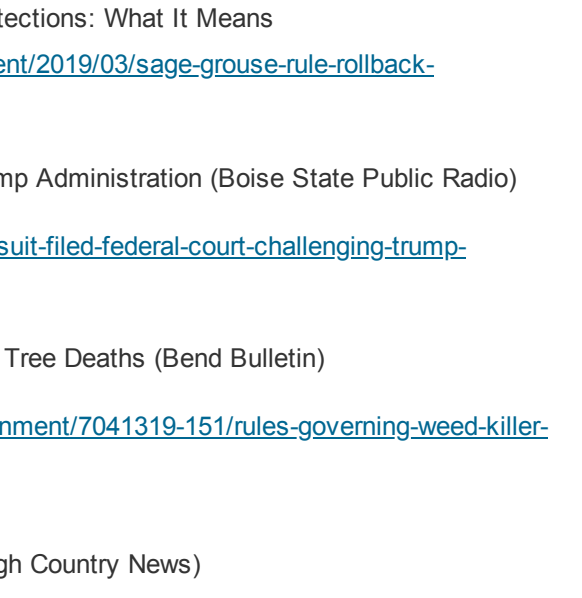 tections: What It Means
ent/2019/03/sage-grouse-rule-rollback-
mp Administration (Boise State Public Radio)
suit-filed-federal-court-challenging-trump-
Tree Deaths (Bend Bulletin)
nment/7041319-151/rules-governing-weed-killer-
gh Country News)